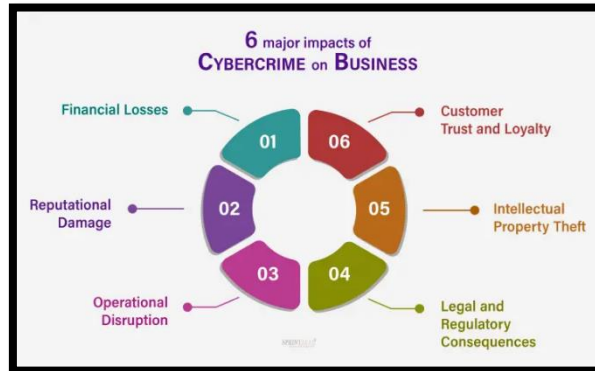 6 major impacts of
CYBERCRIME ON BUSINESS
Financial Losses
01
06
Customer
Trust and Loyalty
Reputational
Damage
02
05
Intellectual
Property Theft
Operational
Disruption
03
04
Legal and
Regulatory
Consequences